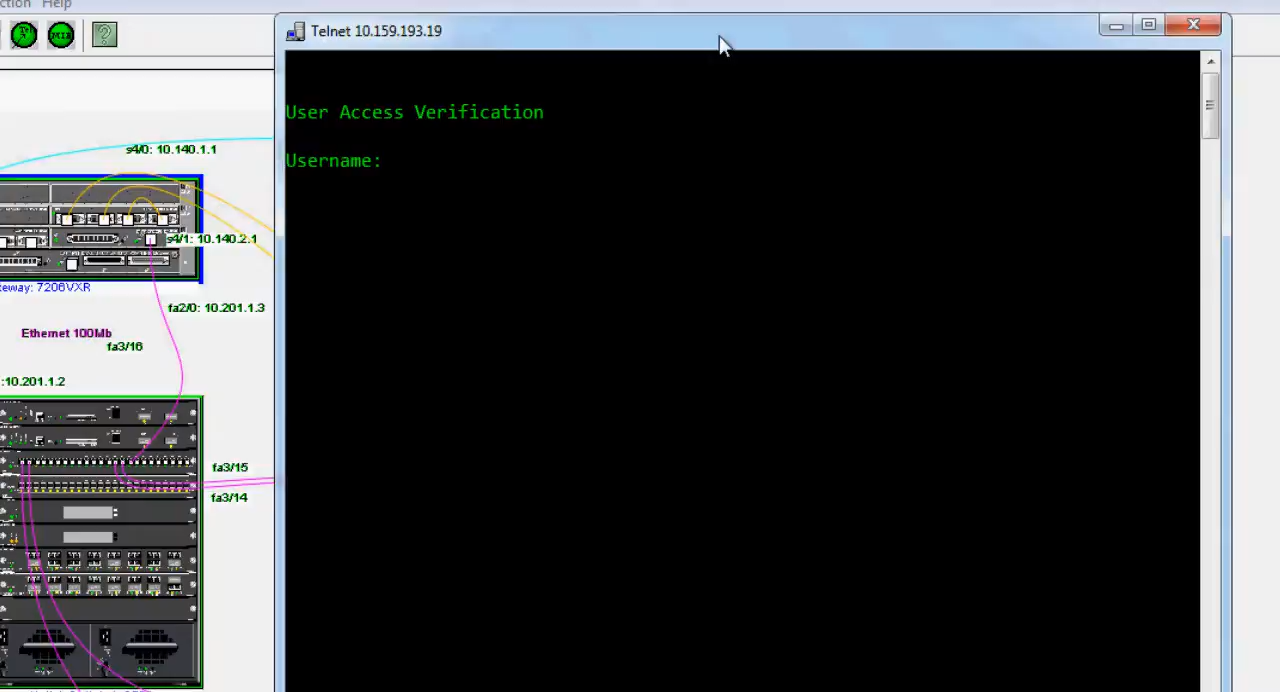 Help
Telnet 10.159.193.19
User Access Verification
Username:
s4/0: 10.140.1.1
s4/1: 10.140.2.1
7206VXR
fa2/0: 10.201.1.3
Ethernet 100Mb
fa3/16
:10.201.1.2
fa3/15
fa3/14